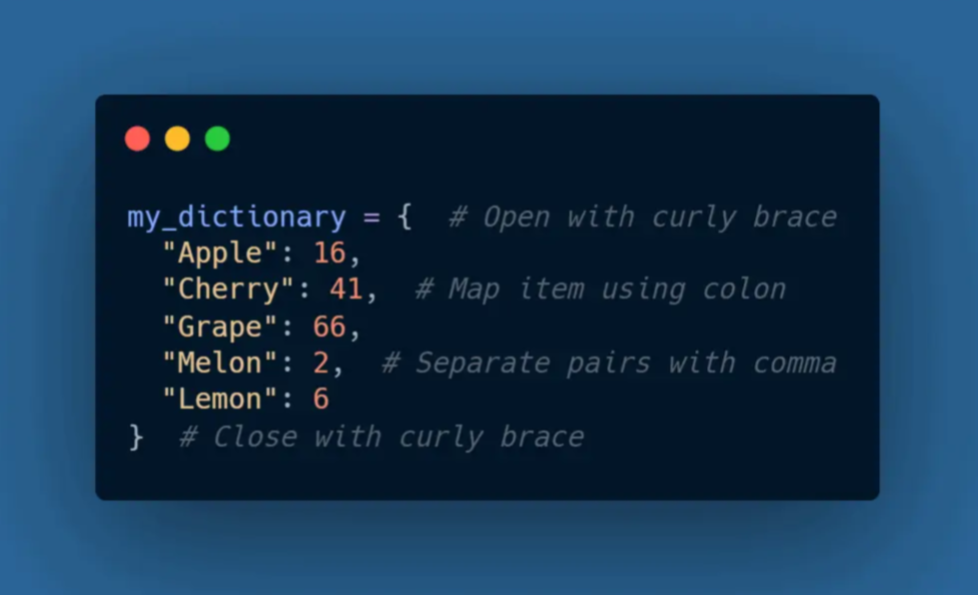 my_dictionary = {  # Open with curly brace
  "Apple": 16,
  "Cherry": 41,  # Map item using colon
  "Grape": 66,
  "Melon": 2,  # Separate pairs with comma
  "Lemon": 6
}  # Close with curly brace